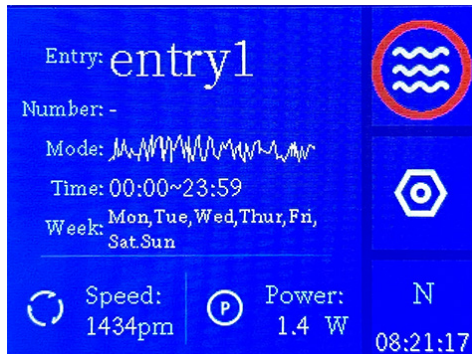 Entry: entry1
Number: -
Mode:
Time: 00:00~23:59
Week: Mon,Tue,Wed,Thur,Fri,
Sat.Sun
Speed:
1434pm
P
Power:
1.4 W
N
08:21:17